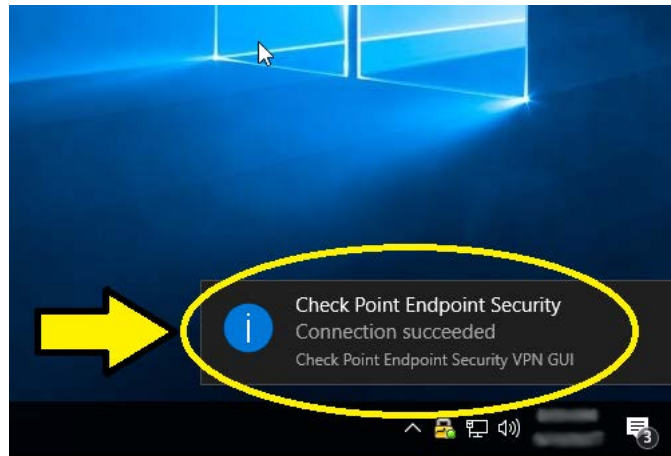 Check Point Endpoint Security
Connection succeeded
Check Point Endpoint Security VPN GUI
3